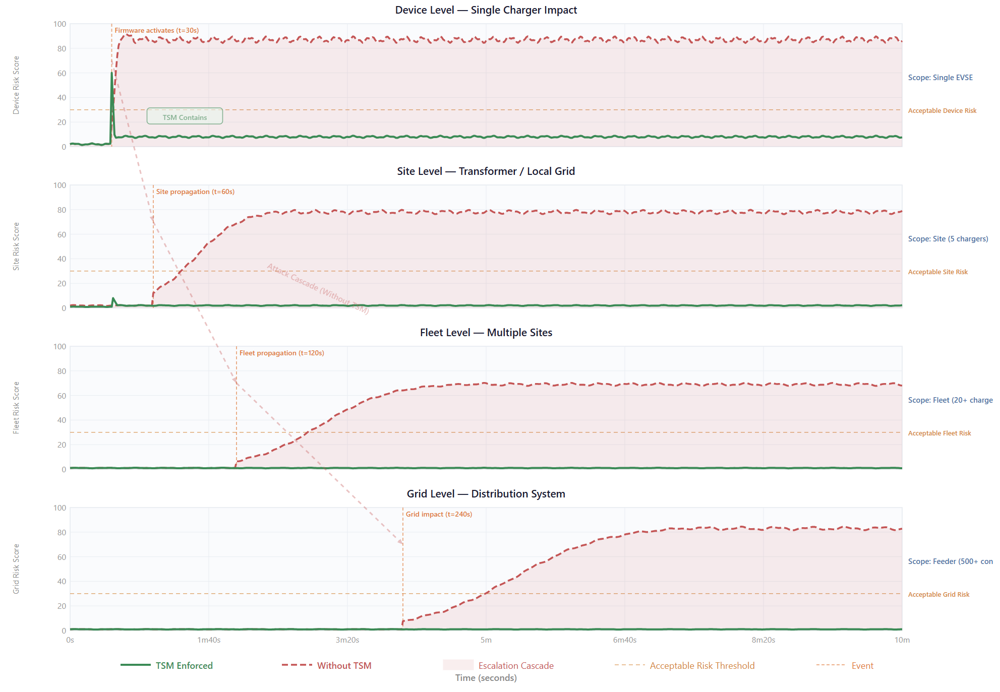 Device Level — Single Charger Impact
100
80
60
40
20
0
Device Risk Score
Firmware activates (t=30s)
TSM Contains
Scope: Single EVSE
Acceptable Device Risk
Site Level — Transformer / Local Grid
100
80
60
40
20
0
Site Risk Score
Site propagation (t=60s)
Attack Cascade (Without TSM)
Scope: Site (5 chargers)
Acceptable Site Risk
Fleet Level — Multiple Sites
100
80
60
40
20
0
Fleet Risk Score
Fleet propagation (t=120s)
Scope: Fleet (20+ charge
Acceptable Fleet Risk
Grid Level — Distribution System
100
80
60
40
20
0
Grid Risk Score
Grid impact (t=240s)
Scope: Feeder (500+ con
Acceptable Grid Risk
0s
1m40s
3m20s
5m
6m40s
8m20s
10m
TSM Enforced
Without TSM
Escalation Cascade
Acceptable Risk Threshold
Event
Time (seconds)